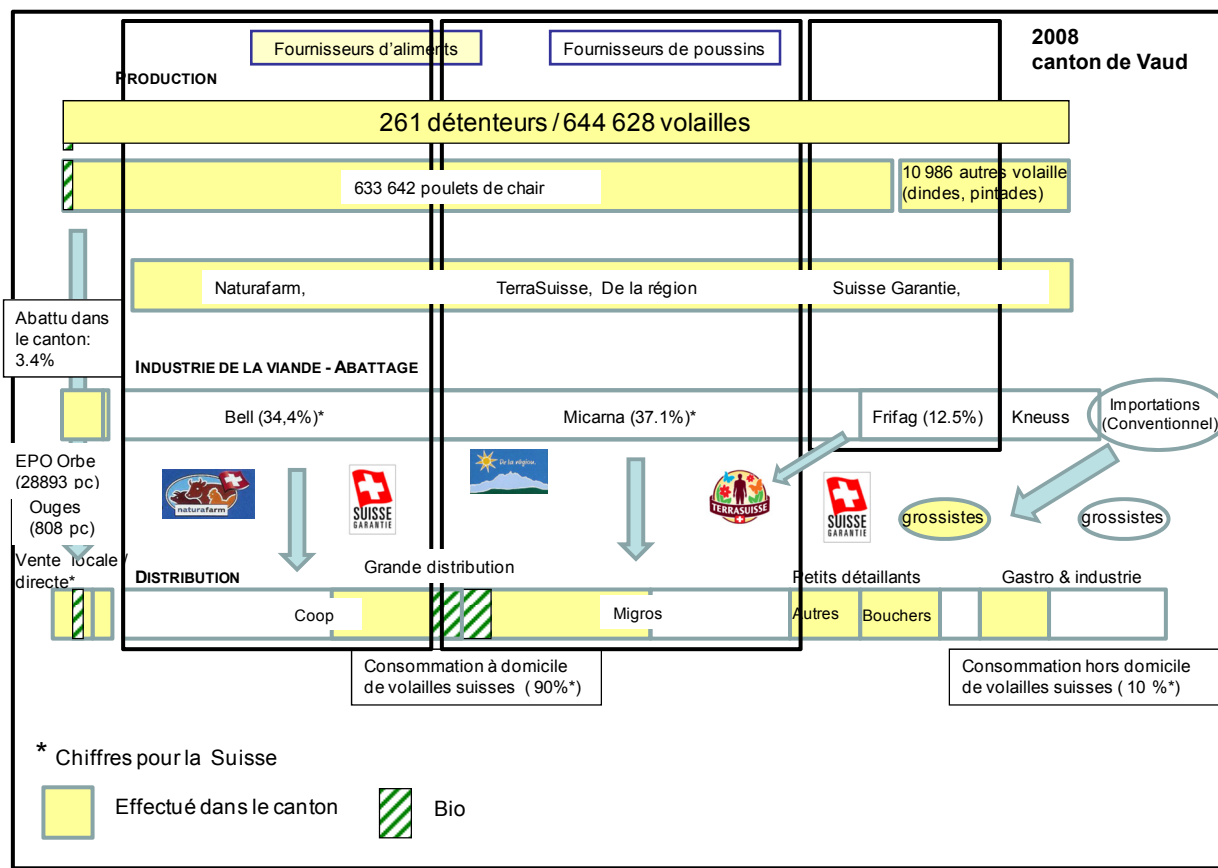 Fournisseurs d'aliments
Fournisseurs de poussins
2008
canton de Vaud
PRODUCTION
261 détenteurs / 644 628 volailles
633 642 poulets de chair
10 986 autres volaille
(dindes, pintades)
Naturafarm,
TerraSuisse, De la région
Suisse Garantie,
Abattu dans
le canton:
3.4%
INDUSTRIE DE LA VIANDE - ABATTAGE
Bell (34,4%)*
Micarna (37.1%)*
Frifag (12.5%)
Kneuss
Importations
(Conventionnel)
EPO Orbe
(28893 pc)
Ouges
(808 pc)
naturafarm
SUISSE
GARANTIE
De la région.
TERRASUISSE
SUISSE
GARANTIE
grossistes
grossistes
Vente locale /
directe*
DISTRIBUTION
Grande distribution
Petits détaillants
Gastro & industrie
Coop
Migros
Autres
Bouchers
Consommation à domicile
de volailles suisses ( 90%*)
Consommation hors domicile
de volailles suisses ( 10 %*)
* Chiffres pour la Suisse
Effectué dans le canton
Bio